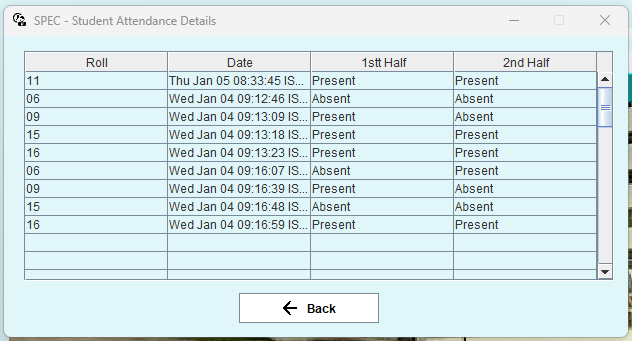 SPEC - Student Attendance Details
Roll Date 1stt Half 2nd Half
11 Thu Jan 05 08:33:45 IS... Present Present
06 Wed Jan 04 09:12:46 IS... Absent Absent
09 Wed Jan 04 09:13:09 IS... Present Absent
15 Wed Jan 04 09:13:18 IS... Present Present
16 Wed Jan 04 09:13:23 IS... Present Present
06 Wed Jan 04 09:16:07 IS... Absent Present
09 Wed Jan 04 09:16:39 IS... Present Absent
15 Wed Jan 04 09:16:48 IS... Absent Absent
16 Wed Jan 04 09:16:59 IS... Present Present
Back